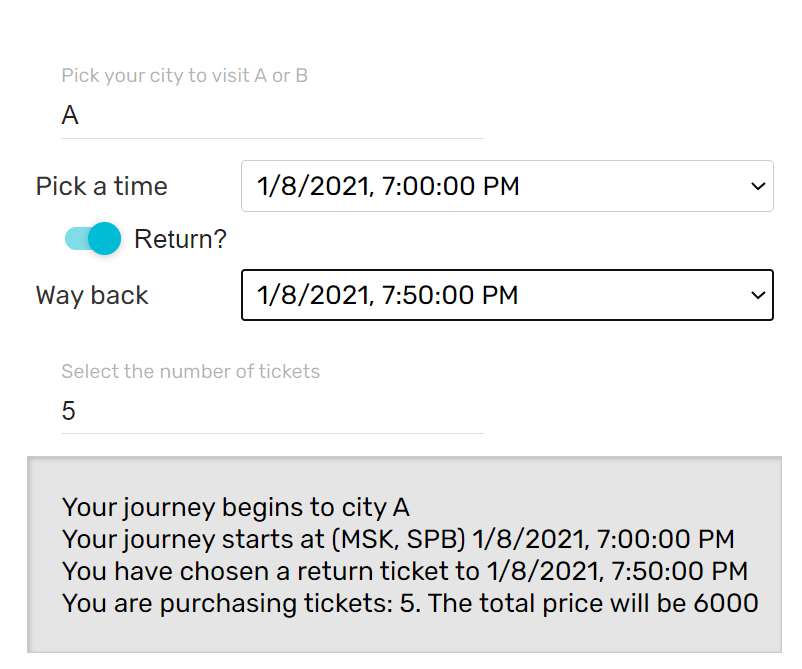 Pick your city to visit A or B
A
Pick a time
1/8/2021, 7:00:00 PM
Return?
Way back
1/8/2021, 7:50:00 PM
Select the number of tickets
5
Your journey begins to city A
Your journey starts at (MSK, SPB) 1/8/2021, 7:00:00 PM
You have chosen a return ticket to 1/8/2021, 7:50:00 PM
You are purchasing tickets: 5. The total price will be 6000